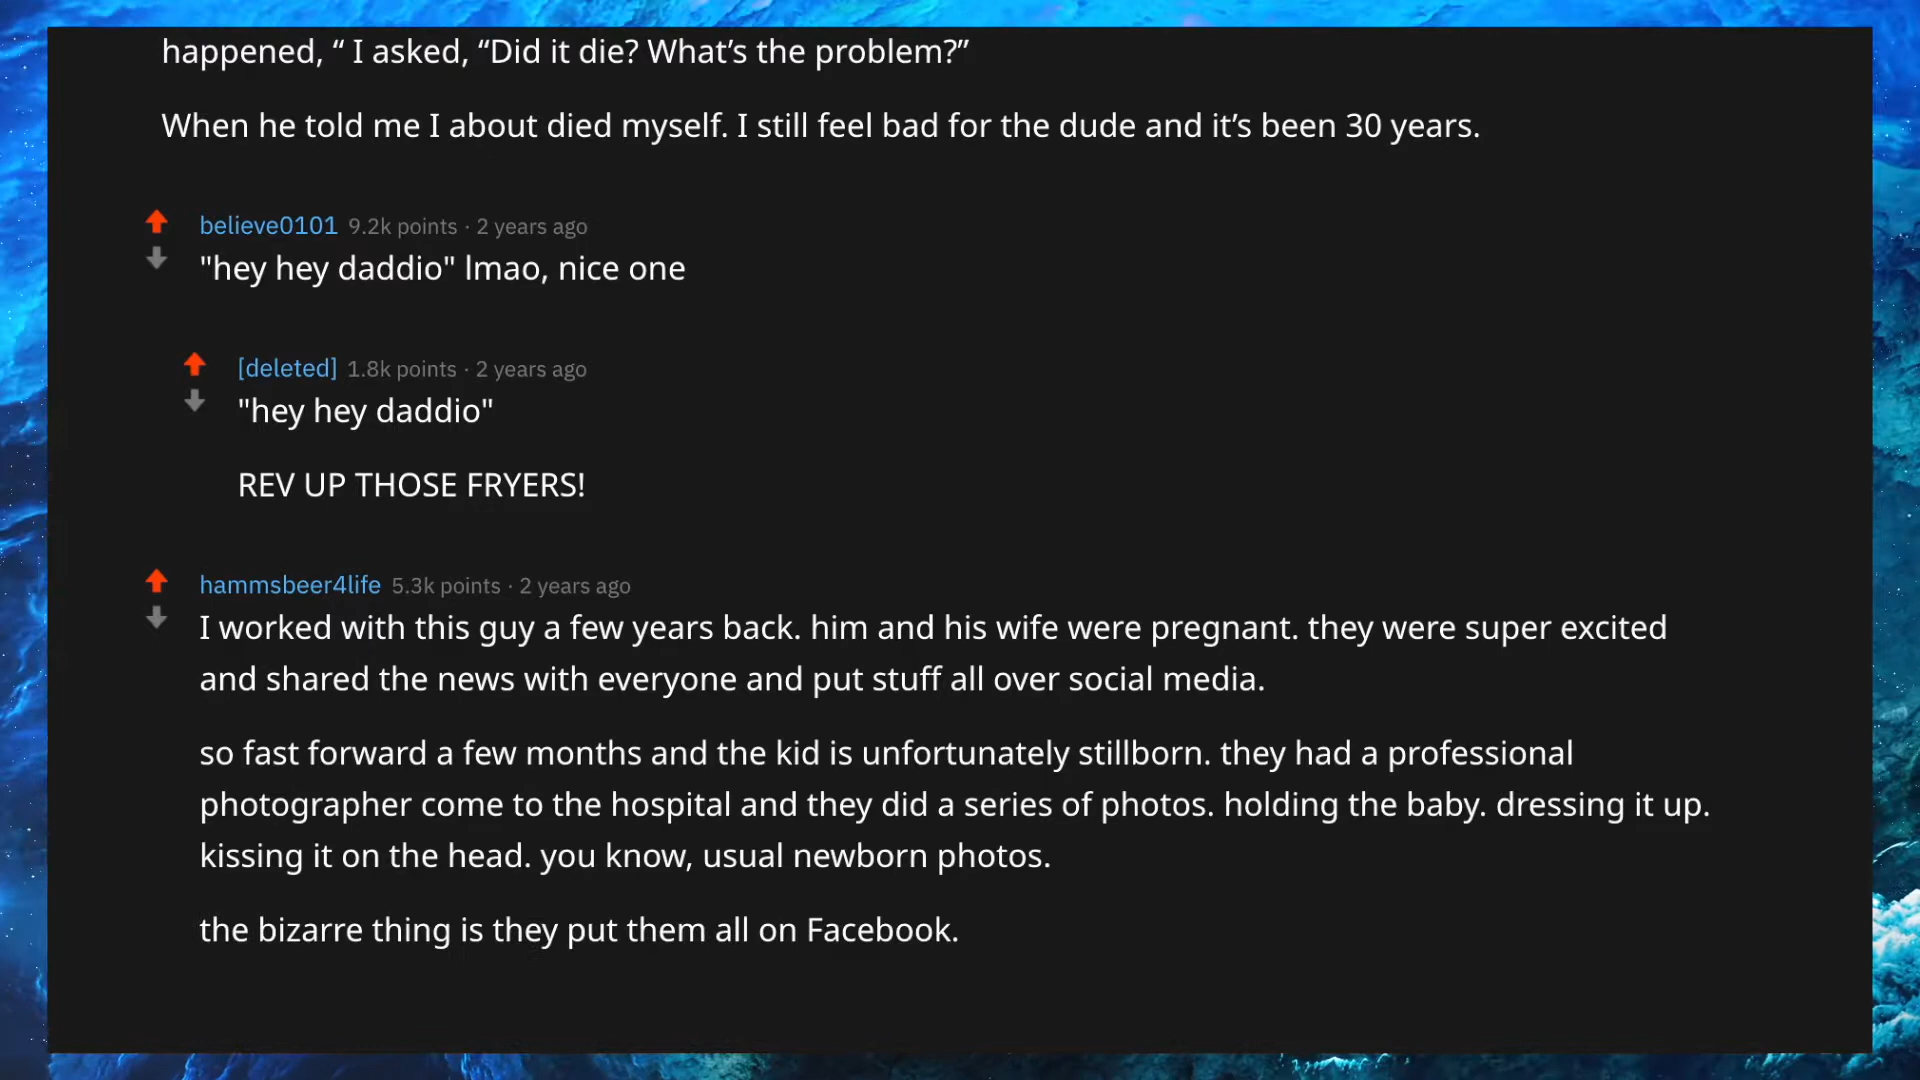 happened, “ I asked, “Did it die? What’s the problem?”
When he told me I about died myself. I still feel bad for the dude and it’s been 30 years.
believe0101 9.2k points · 2 years ago
"hey hey daddio" lmao, nice one
[deleted] 1.8k points · 2 years ago
"hey hey daddio"
REV UP THOSE FRYERS!
hammsbeer4life 5.3k points · 2 years ago
I worked with this guy a few years back. him and his wife were pregnant. they were super excited
and shared the news with everyone and put stuff all over social media.
so fast forward a few months and the kid is unfortunately stillborn. they had a professional
photographer come to the hospital and they did a series of photos. holding the baby. dressing it up.
kissing it on the head. you know, usual newborn photos.
the bizarre thing is they put them all on Facebook.